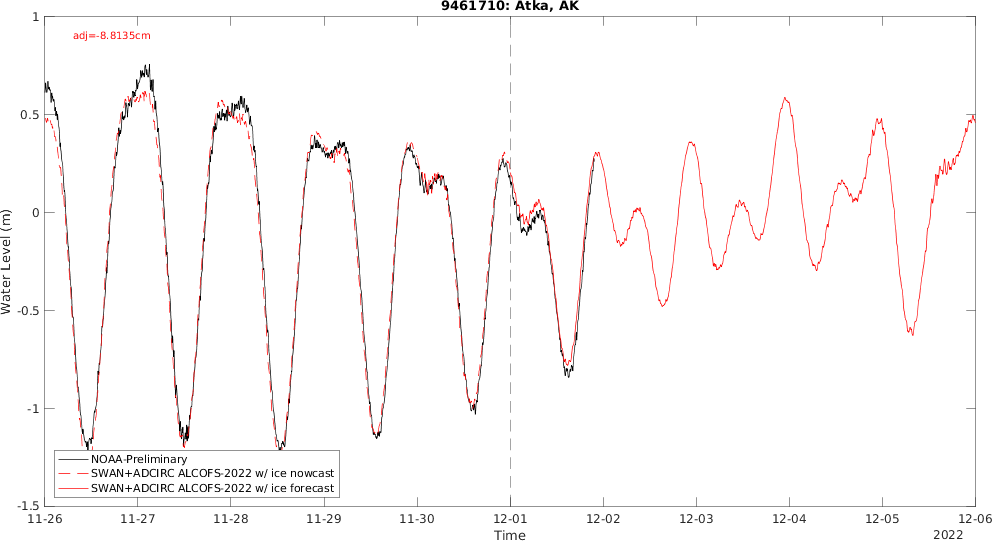 9461710: Atka, AK
adj=-8.8135cm
1
0.5
0
-0.5
-1
-1.5
Water Level (m)
NOAA-Preliminary
SWAN+ADCIRC ALCOFS-2022 w/ ice nowcast
SWAN+ADCIRC ALCOFS-2022 w/ ice forecast
11-26 11-27 11-28 11-29 11-30 12-01 12-02 12-03 12-04 12-05 12-06
Time
2022